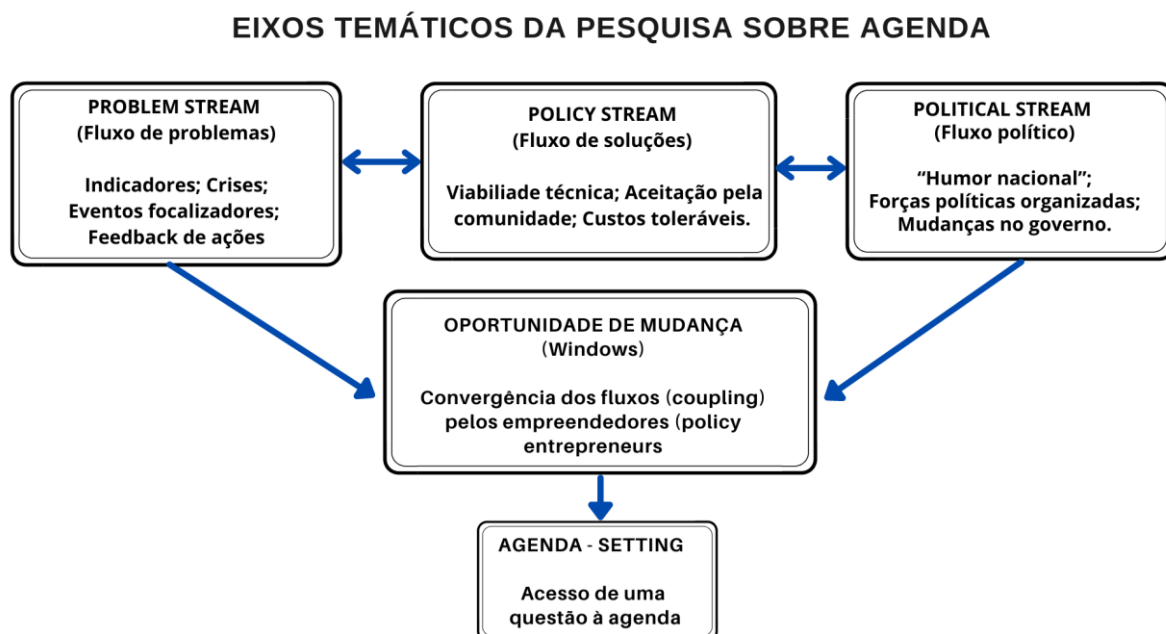 EIXOS TEMÁTICOS DA PESQUISA SOBRE AGENDA
PROBLEM STREAM
(Fluxo de problemas)
Indicadores; Crises;
Eventos focalizadores;
Feedback de ações
POLICY STREAM
(Fluxo de soluções)
Viabiliade técnica; Aceitação pela
comunidade; Custos toleráveis.
POLITICAL STREAM
(Fluxo político)
“Humor nacional”;
Forças políticas organizadas;
Mudanças no governo.
OPORTUNIDADE DE MUDANÇA
(Windows)
Convergência dos fluxos (coupling)
pelos empreendedores (policy
entrepreneurs
AGENDA - SETTING
Acesso de uma
questão à agenda